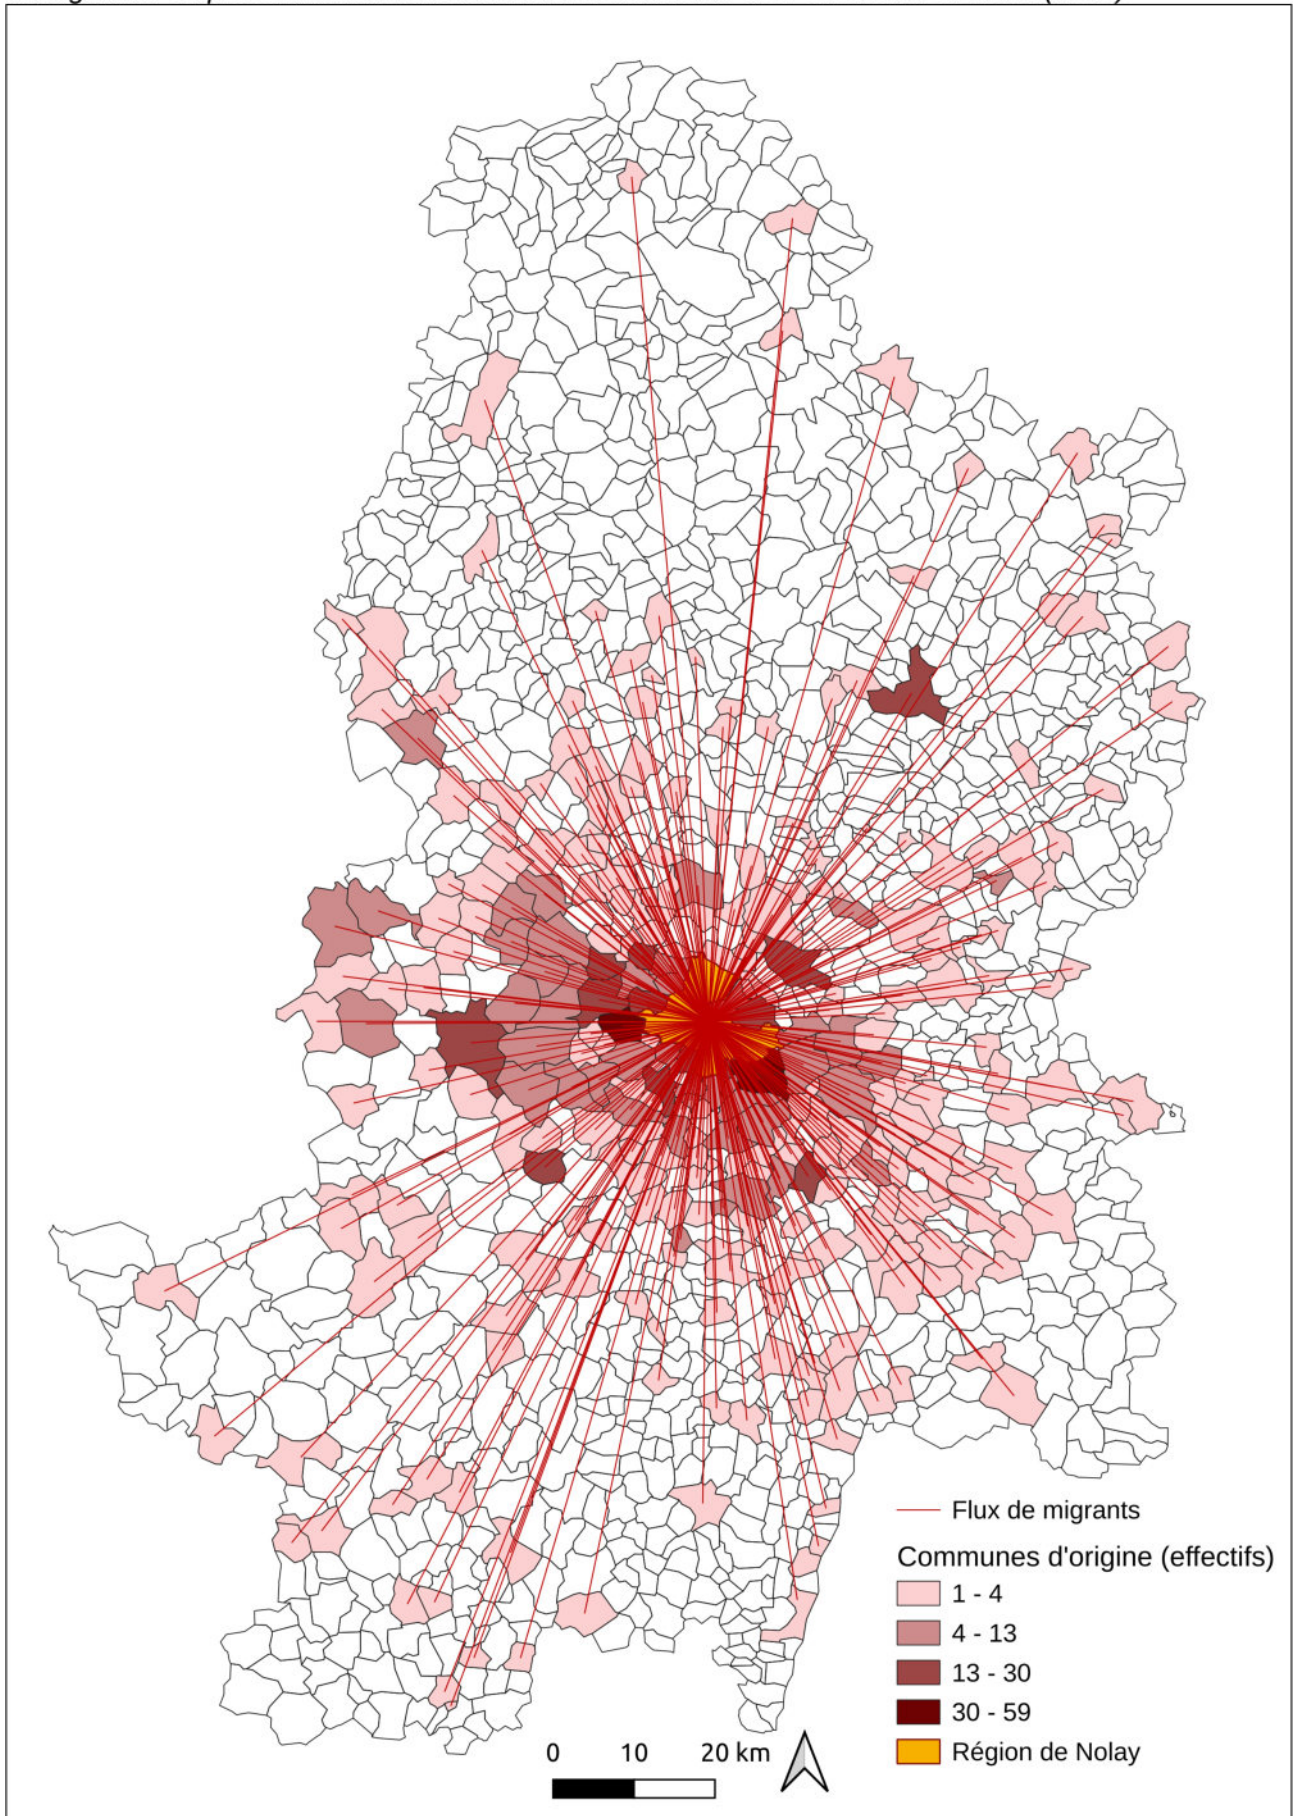 Flux de migrants
Communes d'origine (effectifs)
1 - 4
4 - 13
13 - 30
30 - 59
Région de Nolay
0 10 20 km